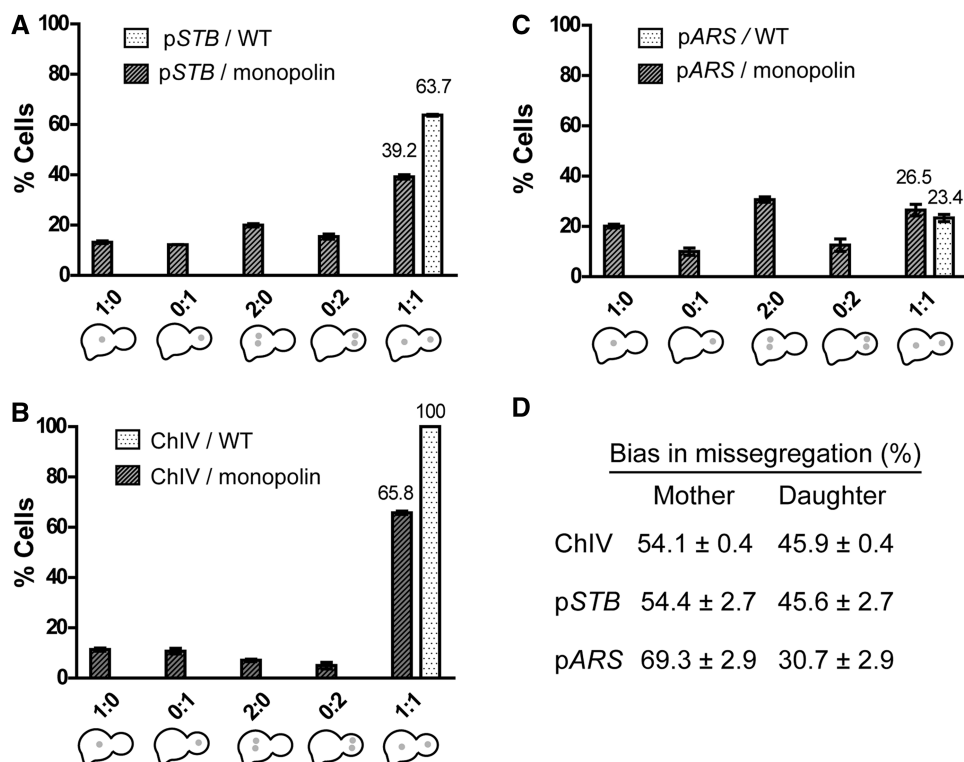 A
pSTB / WT
pSTB / monopolin
% Cells
100
80
60
40
20
0
39.2
63.7
1:0
0:1
2:0
0:2
1:1
B
ChIV / WT
ChIV / monopolin
% Cells
100
80
60
40
20
0
65.8
100
1:0
0:1
2:0
0:2
1:1
C
pARS / WT
pARS / monopolin
% Cells
100
80
60
40
20
0
26.5
23.4
1:0
0:1
2:0
0:2
1:1
D
Bias in missegregation (%)
Mother Daughter
ChIV 54.1 ± 0.4 45.9 ± 0.4
pSTB 54.4 ± 2.7 45.6 ± 2.7
pARS 69.3 ± 2.9 30.7 ± 2.9